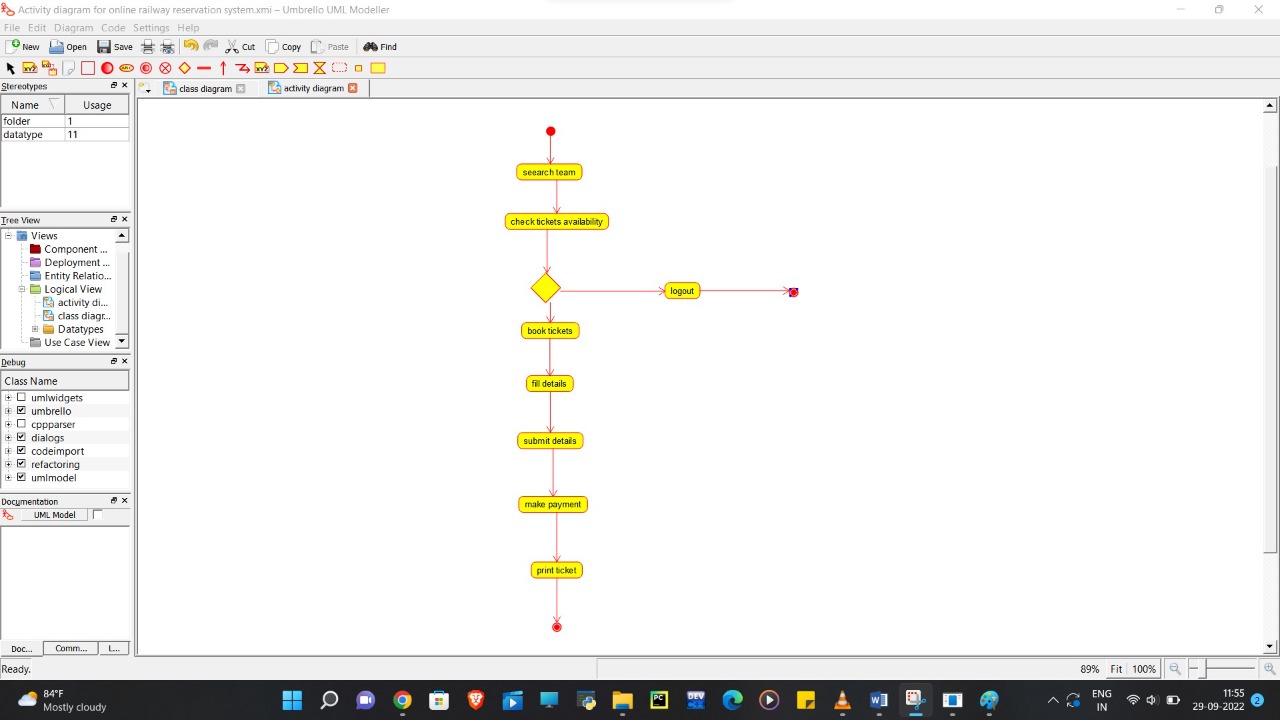 Activity diagram for online railway reservation system.xmi – Umbrello UML Modeller
File Edit Diagram Code Settings Help
New Open Save Cut Copy Paste Find
Stereotypes
class diagram activity diagram
Name Usage
folder 1
datatype 11
Tree View
Views
Component ...
Deployment ...
Entity Relatio...
Logical View
activity di...
class diagr...
Datatypes
Use Case View
Debug
Class Name
umlwidgets
umbrello
cppparser
dialogs
codeimport
refactoring
umlmodel
Documentation
UML Model
Doc... Comm... L...
seearch team
check tickets availability
logout
book tickets
fill details
submit details
make payment
print ticket
Ready.
89% Fit 100%
84°F
Mostly cloudy
PC
DEV
ENG
IN
11:55
29-09-2022
2